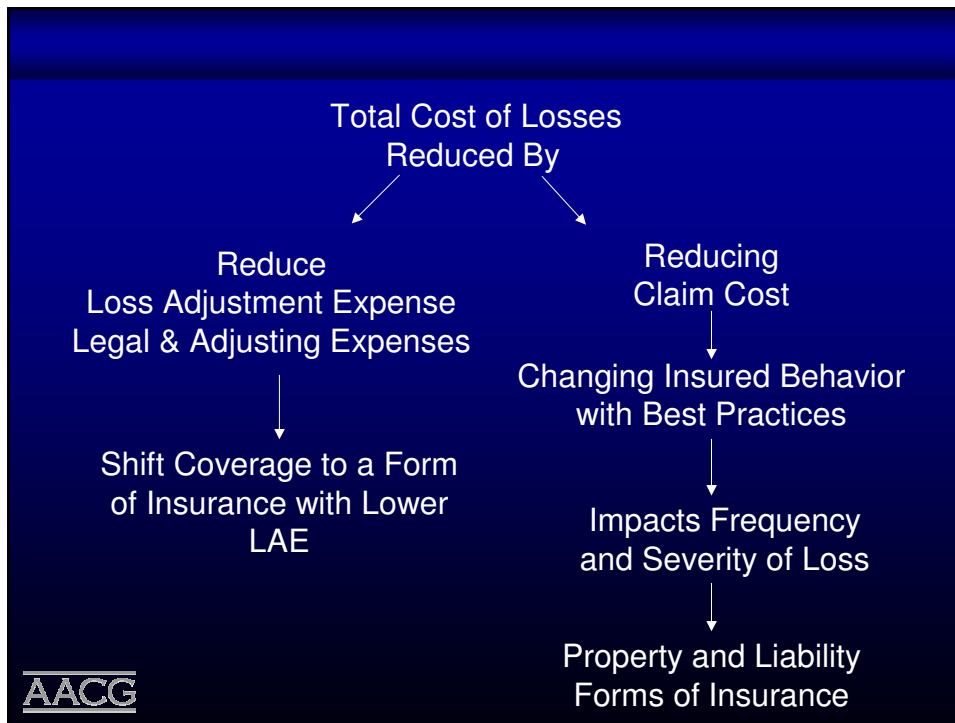 Total Cost of Losses
Reduced By
Reduce
Loss Adjustment Expense
Legal & Adjusting Expenses
Shift Coverage to a Form
of Insurance with Lower
LAE
Reducing
Claim Cost
Changing Insured Behavior
with Best Practices
Impacts Frequency
and Severity of Loss
Property and Liability
Forms of Insurance
AACG